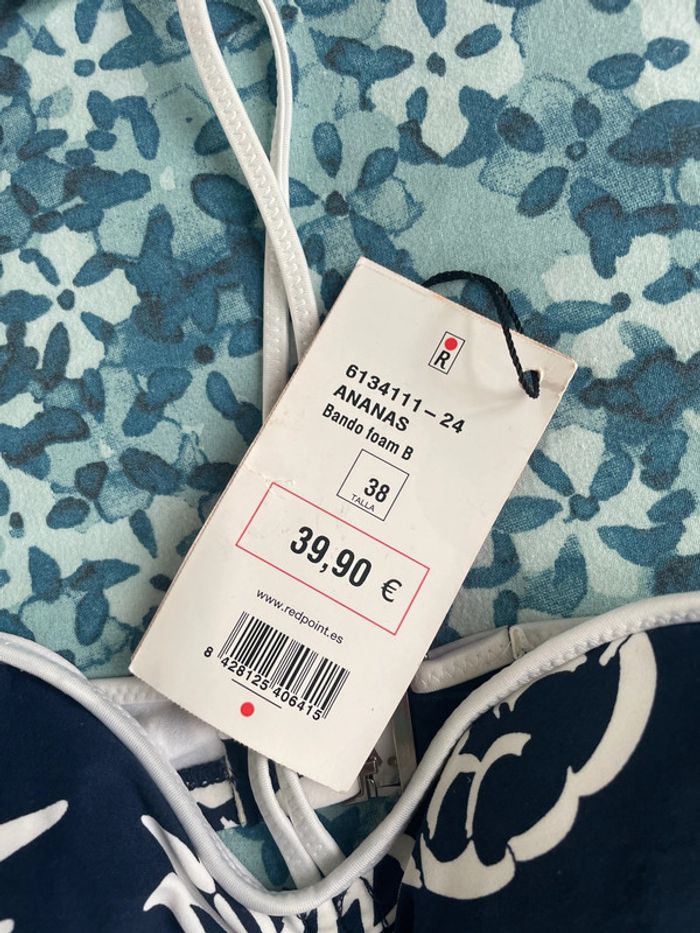 R
6134111-24
ANANAS
Bando foam B
38
TALLA
39,90 €
www.redpoint.es
8 428125 406415